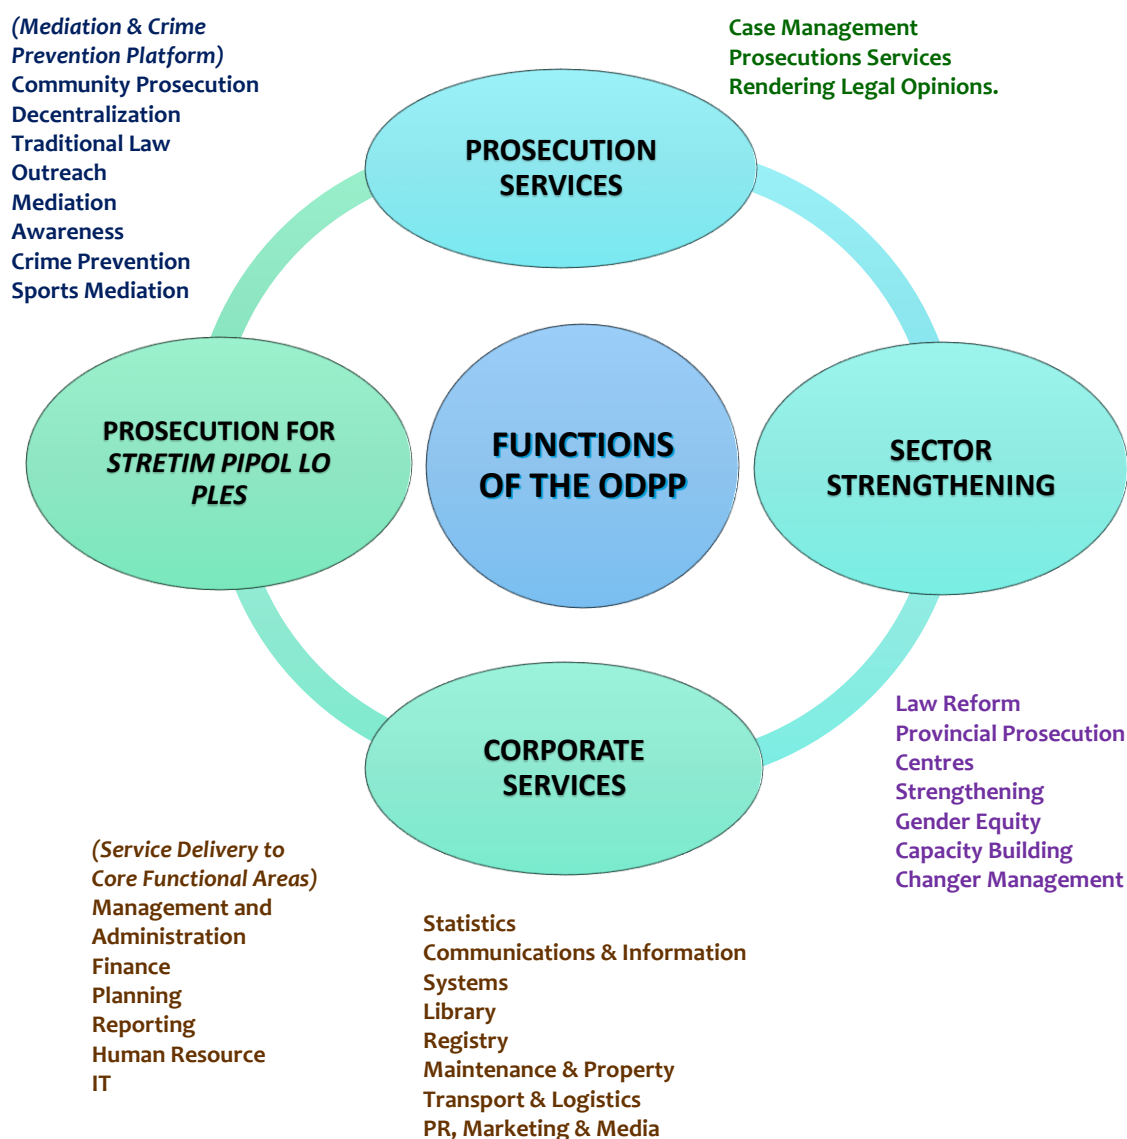 (Mediation & Crime
Prevention Platform)
Community Prosecution
Decentralization
Traditional Law
Outreach
Mediation
Awareness
Crime Prevention
Sports Mediation
Case Management
Prosecutions Services
Rendering Legal Opinions.
PROSECUTION
SERVICES
PROSECUTION FOR
STRETIM PIPOL LO
PLES
FUNCTIONS
OF THE ODPP
SECTOR
STRENGTHENING
CORPORATE
SERVICES
Law Reform
Provincial Prosecution
Centres
Strengthening
Gender Equity
Capacity Building
Changer Management
(Service Delivery to
Core Functional Areas)
Management and
Administration
Finance
Planning
Reporting
Human Resource
IT
Statistics
Communications & Information
Systems
Library
Registry
Maintenance & Property
Transport & Logistics
PR, Marketing & Media